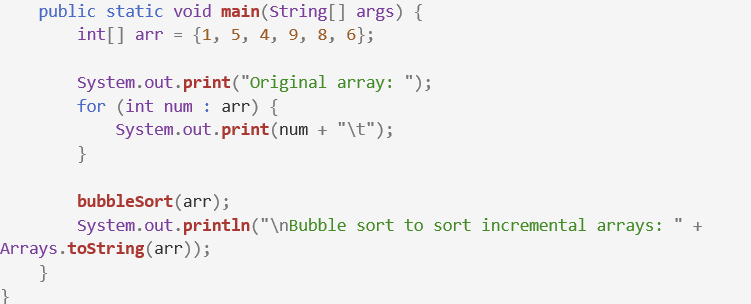 public static void main(String[] args) {
int[] arr = {1, 5, 4, 9, 8, 6};
System.out.print("Original array: ");
for (int num : arr) {
System.out.print(num + "\t");
}
bubbleSort(arr);
System.out.println("\nBubble sort to sort incremental arrays: " +
Arrays.toString(arr));
}
}